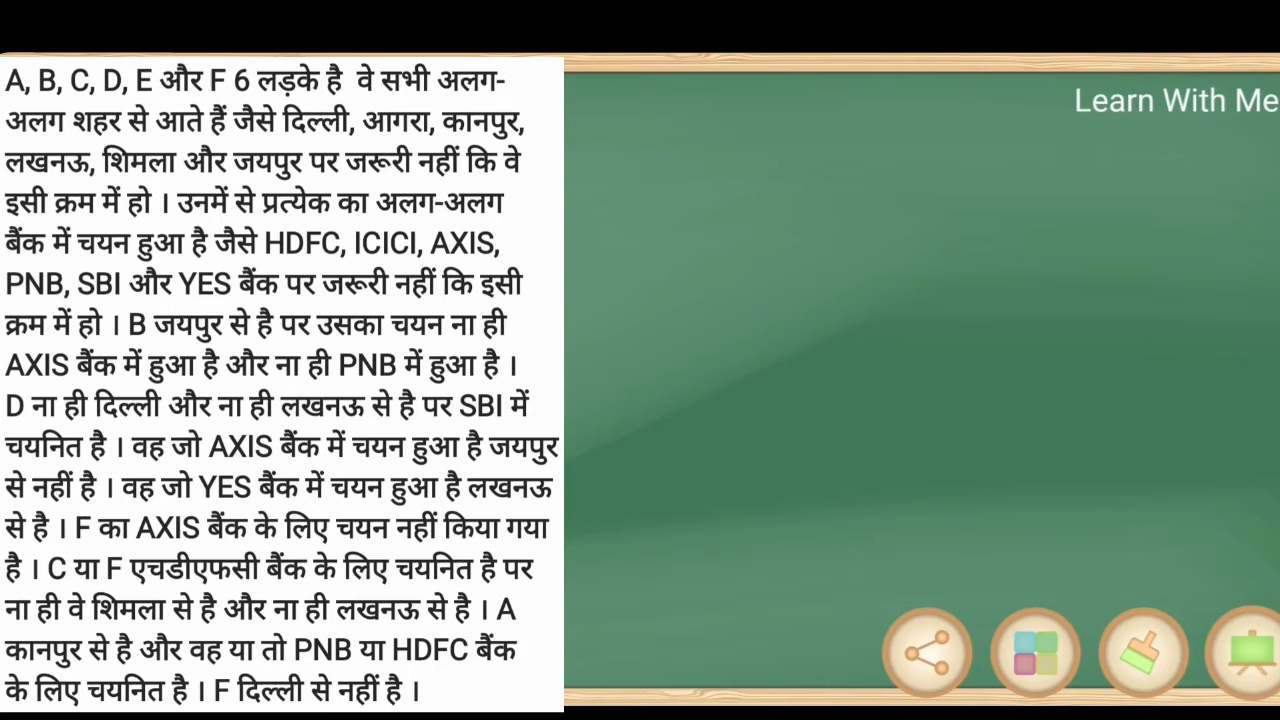 A, B, C, D, E और F 6 लड़के है वे सभी अलग-
अलग शहर से आते हैं जैसे दिल्ली, आगरा, कानपुर,
लखनऊ, शिमला और जयपुर पर जरूरी नहीं कि वे
इसी क्रम में हो । उनमें से प्रत्येक का अलग-अलग
बैंक में चयन हुआ है जैसे HDFC, ICICI, AXIS,
PNB, SBI और YES बैंक पर जरूरी नहीं कि इसी
क्रम में हो । B जयपुर से है पर उसका चयन ना ही
AXIS बैंक में हुआ है और ना ही PNB में हुआ है ।
D ना ही दिल्ली और ना ही लखनऊ से है पर SBI में
चयनित है । वह जो AXIS बैंक में चयन हुआ है जयपुर
से नहीं है । वह जो YES बैंक में चयन हुआ है लखनऊ
से है । F का AXIS बैंक के लिए चयन नहीं किया गया
है । C या F एचडीएफसी बैंक के लिए चयनित है पर
ना ही वे शिमला से है और ना ही लखनऊ से है । A
कानपुर से है और वह या तो PNB या HDFC बैंक
के लिए चयनित है । F दिल्ली से नहीं है ।
Learn With Me